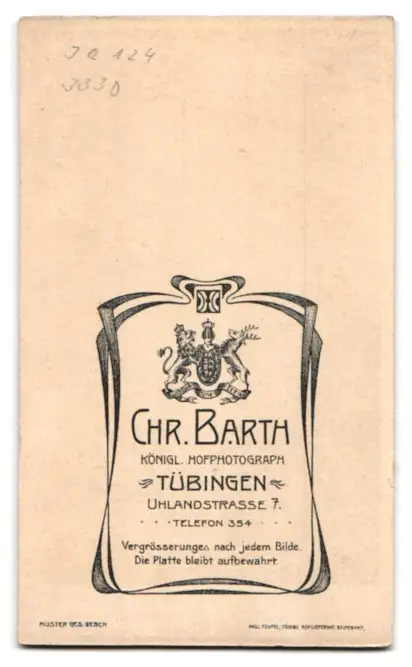 JQ 124
3330
CHR. BARTH
KÖNIGL. HOFPHOTOGRAPH
TÜBINGEN
UHLANDSTRASSE 7.
TELEFON 354
Vergrösserungen nach jedem Bilde.
Die Platte bleibt aufbewahrt
MUSTER GES. GESCH